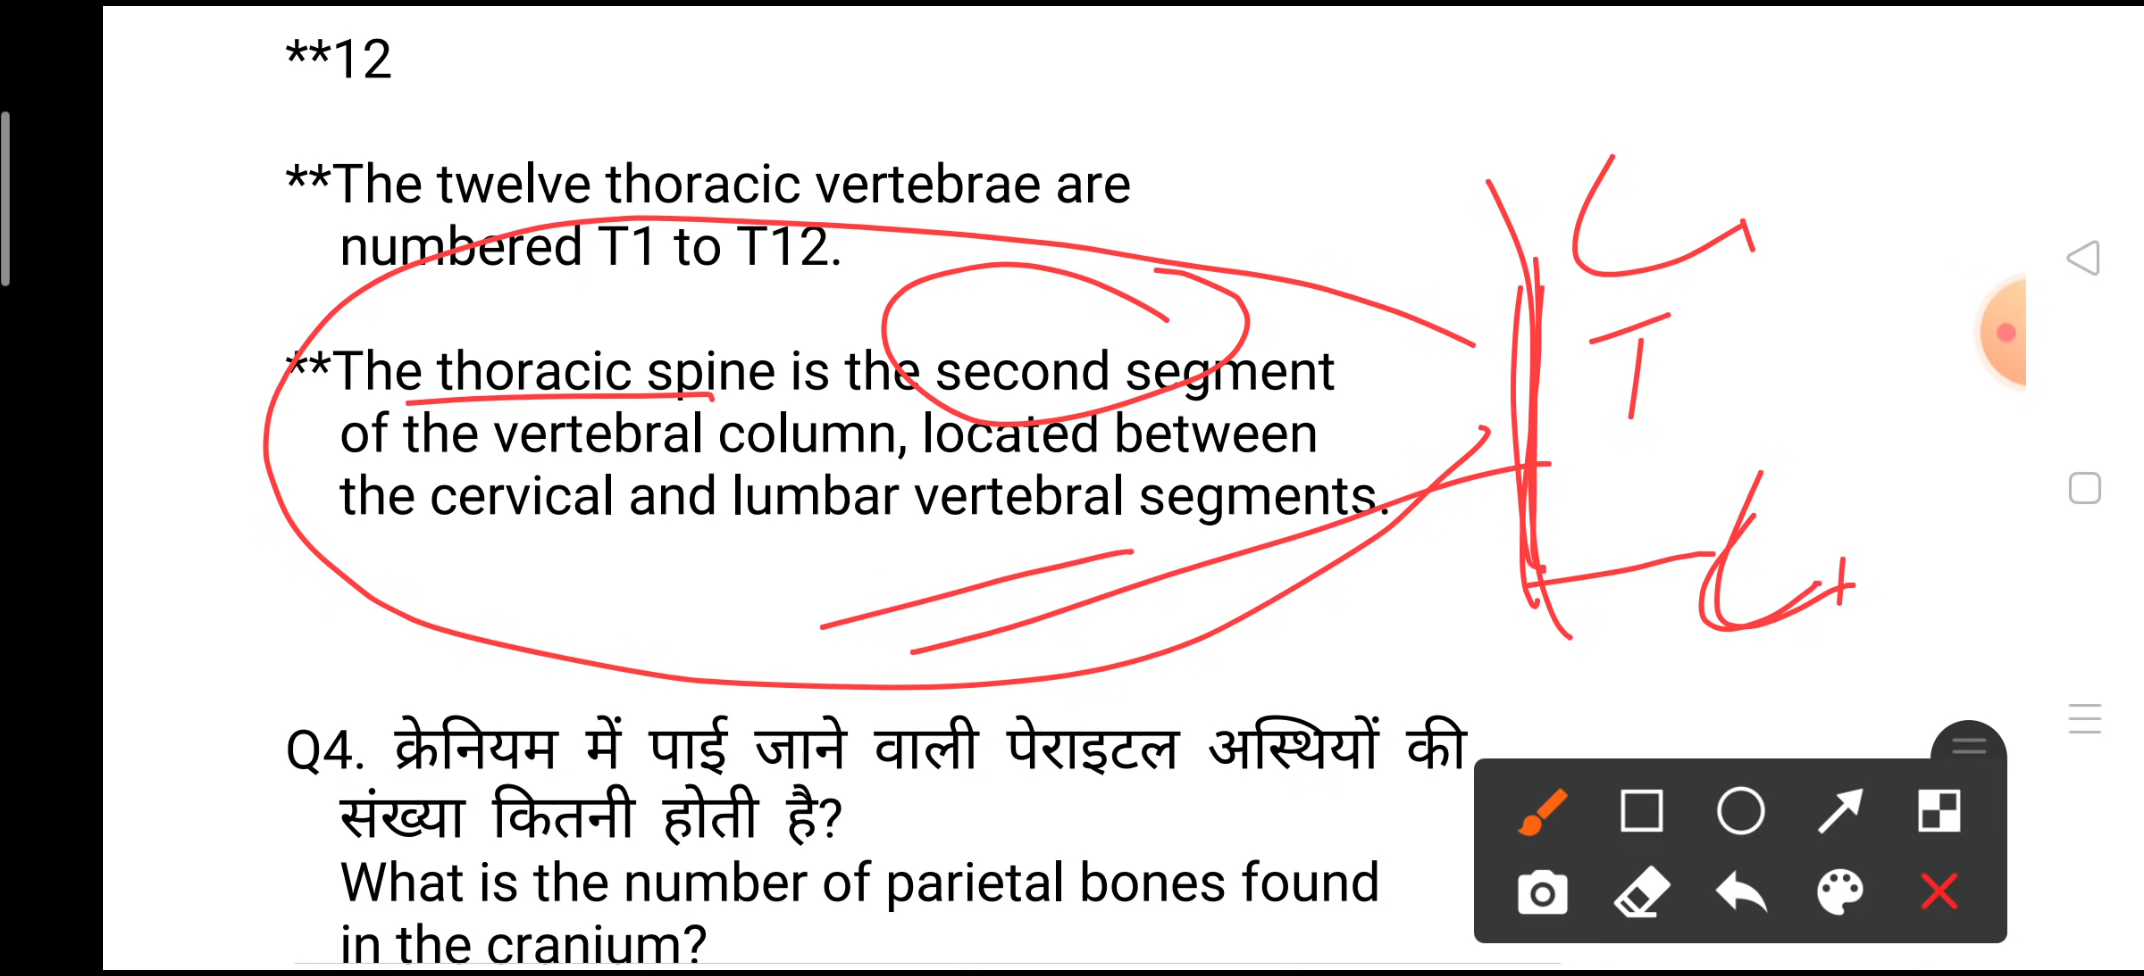 **12
**The twelve thoracic vertebrae are
numbered T1 to T12.
**The thoracic spine is the second segment
of the vertebral column, located between
the cervical and lumbar vertebral segments.
C
T
L
Q4. क्रेनियम में पाई जाने वाली पेराइटल अस्थियों की
संख्या कितनी होती है?
What is the number of parietal bones found
in the cranium?